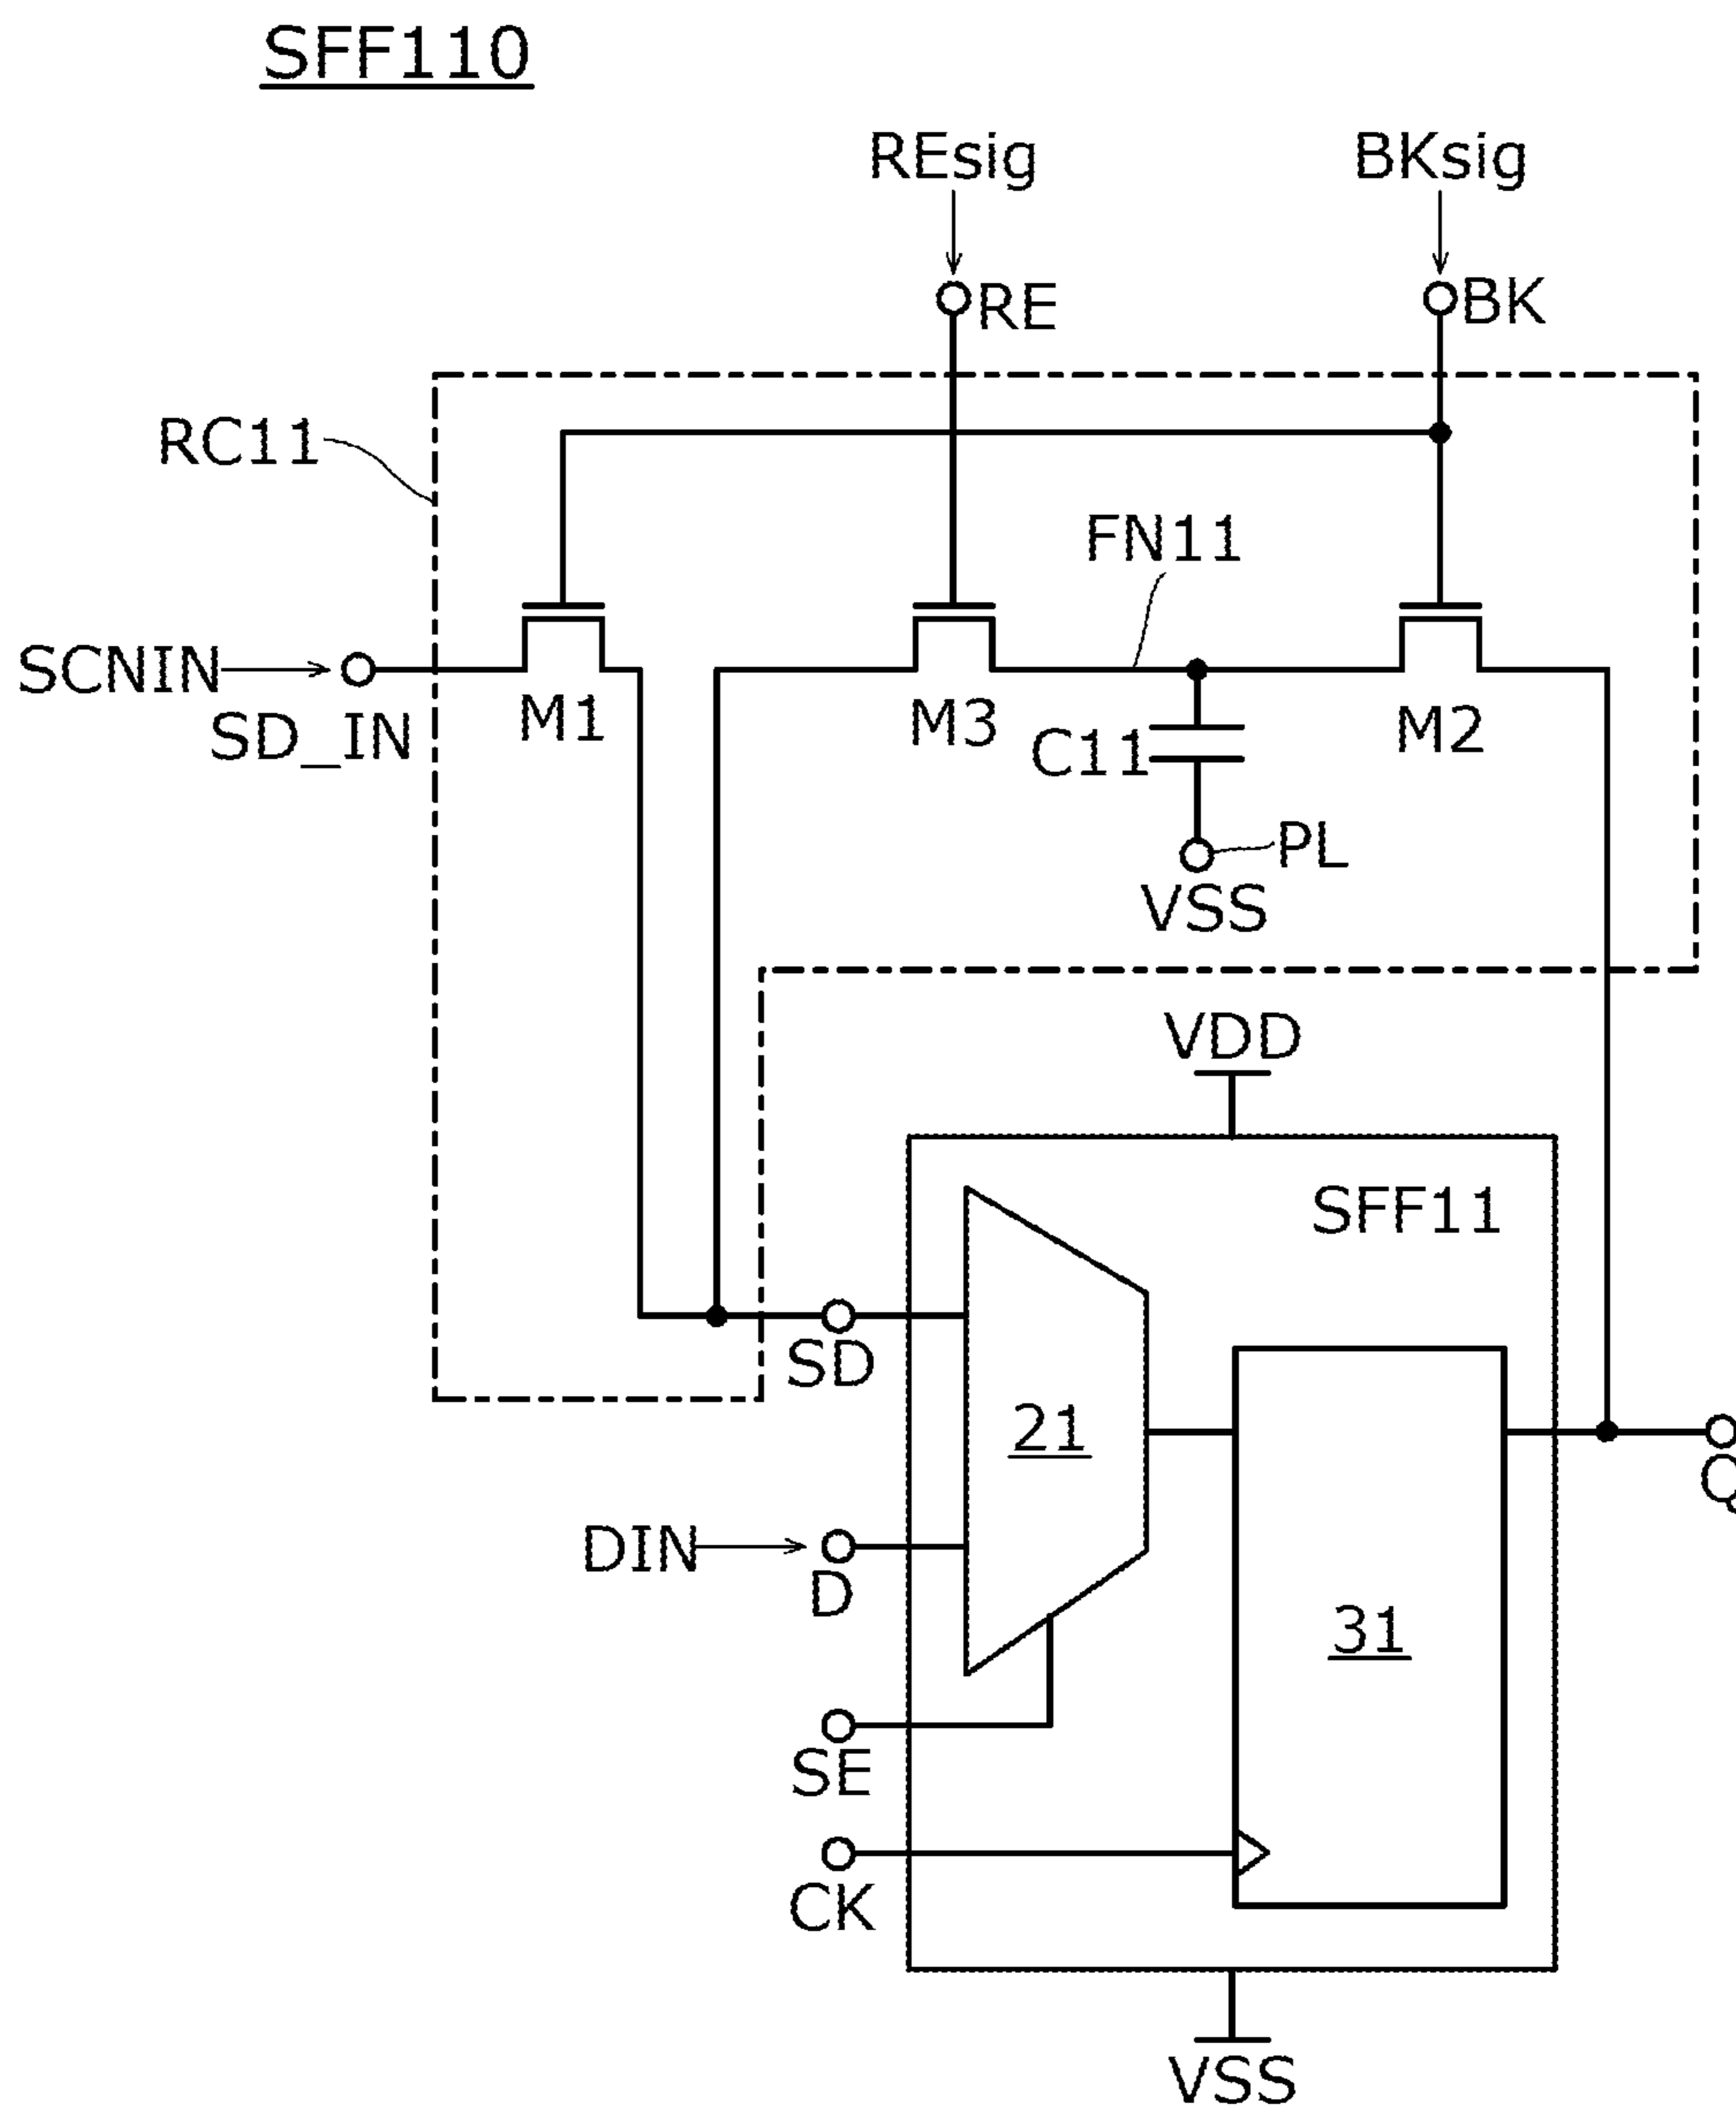 SFF110
REsig
BKsig
RE
BK
RC11
FN11
SCNIN
SD_IN
M1
M3
M2
C11
PL
VSS
VDD
SFF11
SD
21
Q
DIN
D
31
SE
CK
VSS